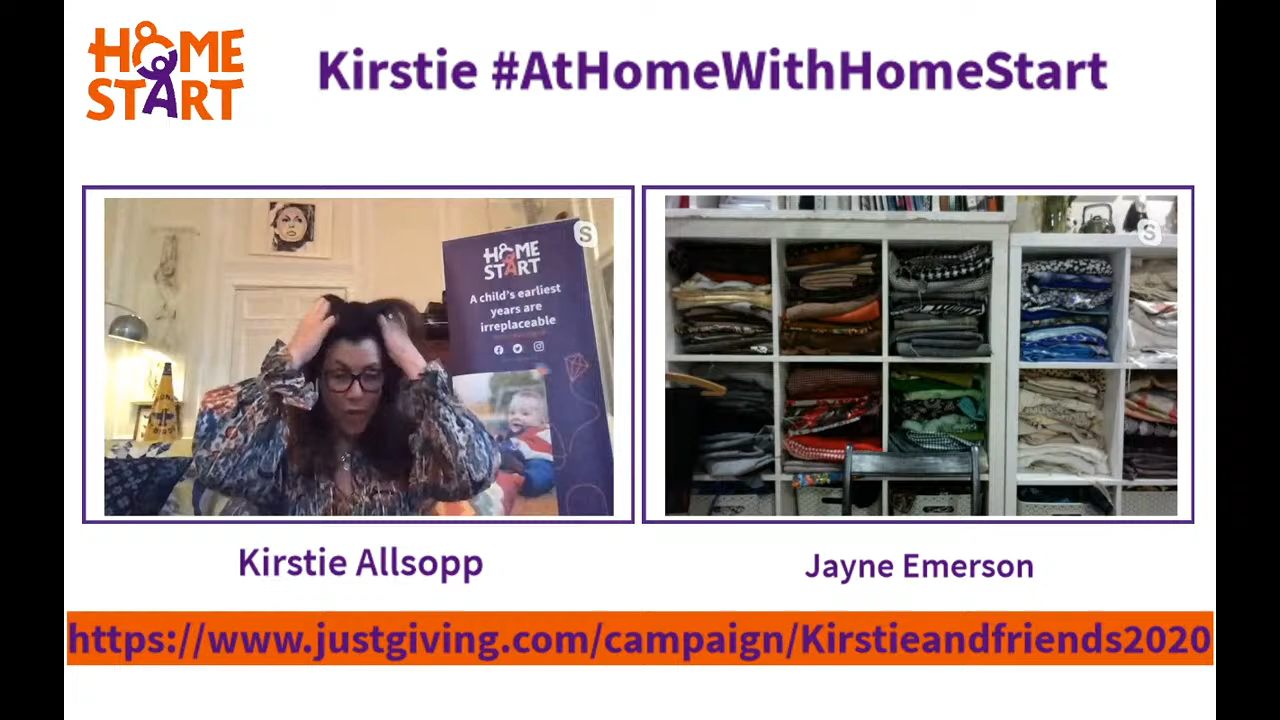 HOME
START
Kirstie #AtHomeWithHomeStart
HOME
START
A child's earliest
years are
irreplaceable
S
S
Kirstie Allsopp
Jayne Emerson
https://www.justgiving.com/campaign/Kirstieandfriends2020